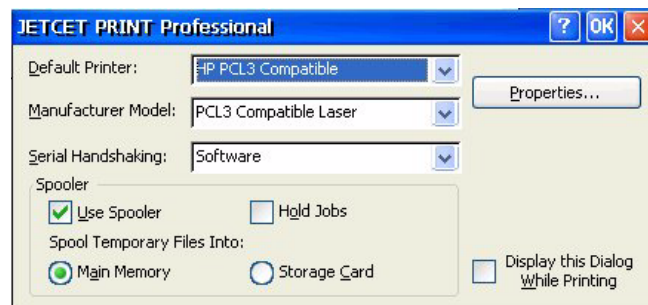 JETCET PRINT Professional ? OK
Default Printer: HP PCL3 Compatible
Properties...
Manufacturer Model: PCL3 Compatible Laser
Serial Handshaking: Software
Spooler
Use Spooler Hold Jobs
Spool Temporary Files Into:
Main Memory Storage Card
Display this Dialog
While Printing